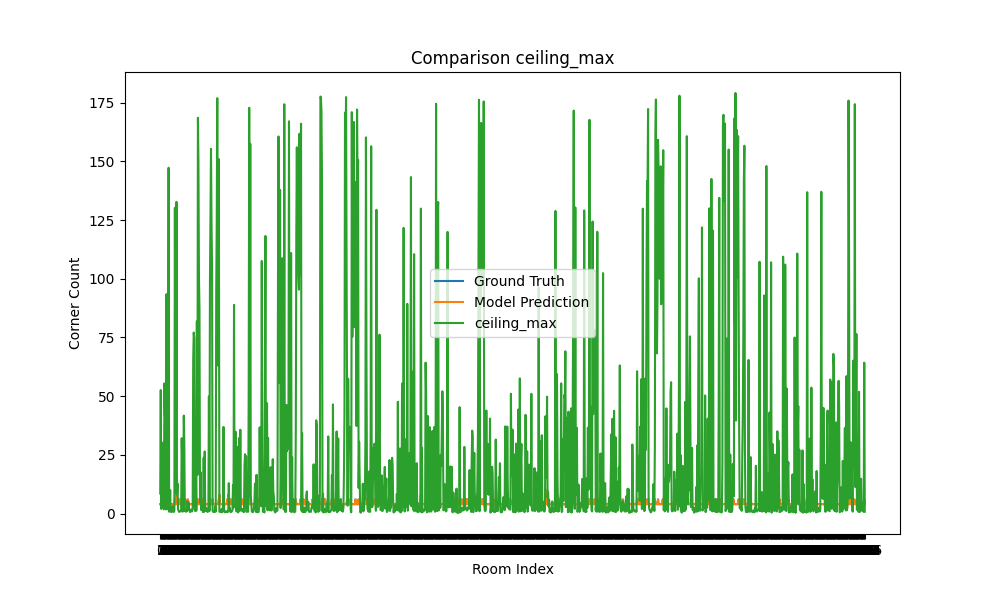 Comparison ceiling_max
Corner Count
175
150
125
100
75
50
25
0
Ground Truth
Model Prediction
ceiling_max
Room Index